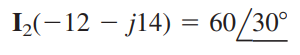 I₂(−12 − j14) = 60/30°